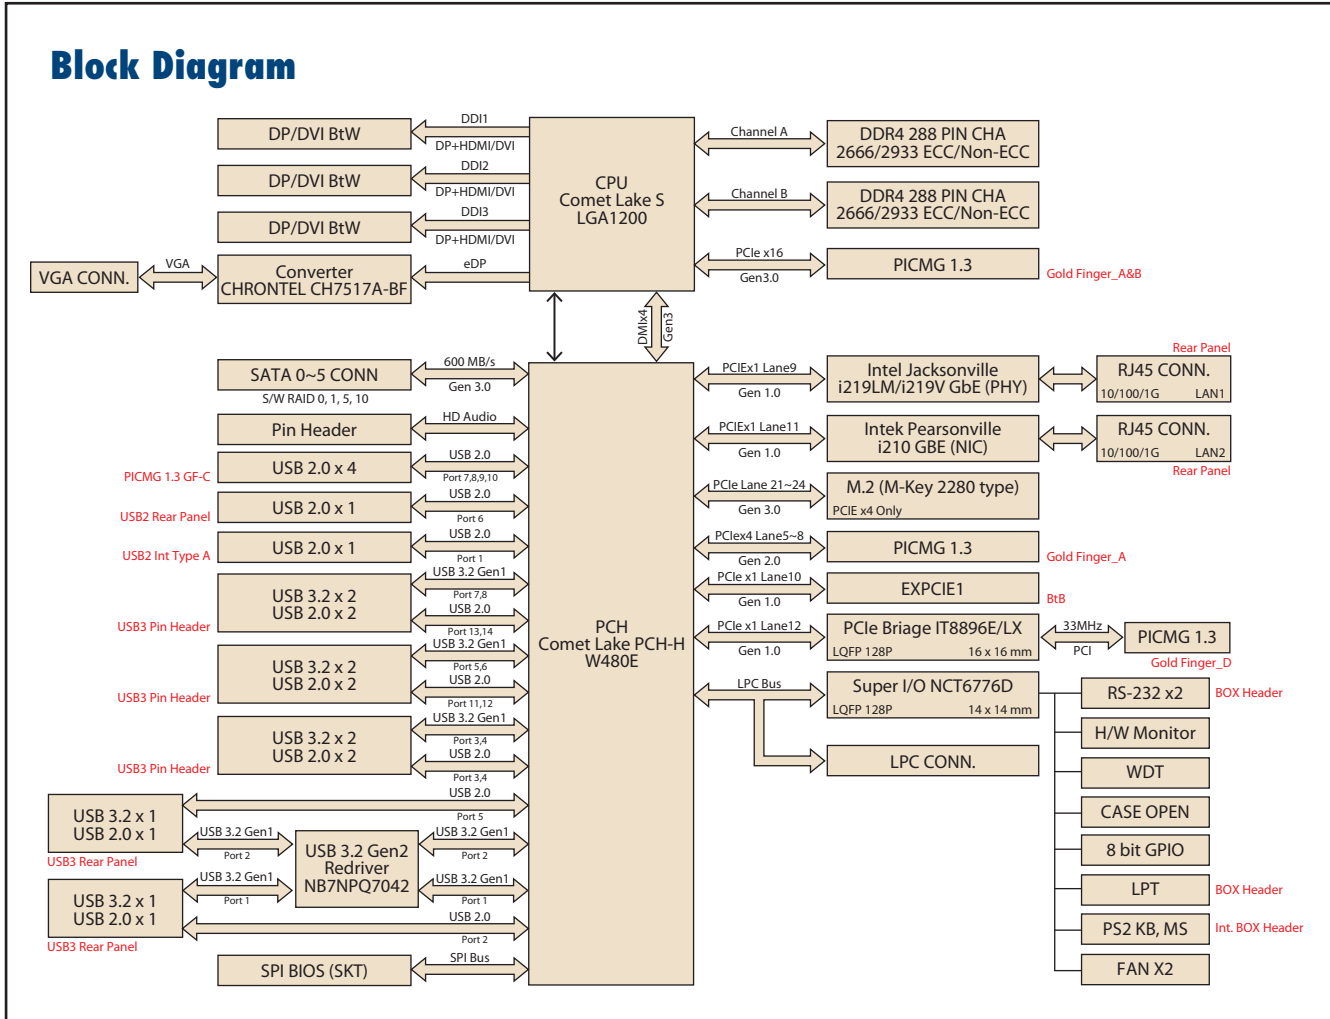 Block Diagram
DP/DVI BtW
DDI1
DP+HDMI/DVI
DP/DVI BtW
DDI2
DP+HDMI/DVI
DP/DVI BtW
DDI3
DP+HDMI/DVI
VGA CONN.
VGA
Converter
CHRONTEL CH7517A-BF
eDP
CPU
Comet Lake S
LGA1200
Channel A
DDR4 288 PIN CHA
2666/2933 ECC/Non-ECC
Channel B
DDR4 288 PIN CHA
2666/2933 ECC/Non-ECC
PCIe x16
Gen3.0
PICMG 1.3
Gold Finger_A&B
DMIx4
Gen3
SATA 0~5 CONN
S/W RAID 0, 1, 5, 10
600 MB/s
Gen 3.0
Pin Header
HD Audio
PICMG 1.3 GF-C
USB 2.0 x 4
USB 2.0
Port 7,8,9,10
USB2 Rear Panel
USB 2.0 x 1
USB 2.0
Port 6
USB2 Int Type A
USB 2.0 x 1
USB 2.0
Port 1
USB3 Pin Header
USB 3.2 x 2
USB 2.0 x 2
USB 3.2 Gen1
Port 7,8
USB 2.0
Port 13,14
USB3 Pin Header
USB 3.2 x 2
USB 2.0 x 2
USB 3.2 Gen1
Port 5,6
USB 2.0
Port 11,12
USB3 Pin Header
USB 3.2 x 2
USB 2.0 x 2
USB 3.2 Gen1
Port 3,4
USB 2.0
Port 3,4
USB 3.2 x 1
USB 2.0 x 1
USB3 Rear Panel
USB 2.0
Port 5
USB 3.2 Gen1
Port 2
USB 3.2 Gen2
Redriver
NB7NPQ7042
USB 3.2 Gen1
Port 2
USB 3.2 x 1
USB 2.0 x 1
USB3 Rear Panel
USB 3.2 Gen1
Port 1
USB 3.2 Gen1
Port 1
USB 2.0
Port 2
SPI BIOS (SKT)
SPI Bus
PCH
Comet Lake PCH-H
W480E
PCIEx1 Lane9
Gen 1.0
Intel Jacksonville
i219LM/i219V GbE (PHY)
Rear Panel
RJ45 CONN.
10/100/1G LAN1
PCIEx1 Lane11
Gen 1.0
Intek Pearsonville
i210 GBE (NIC)
RJ45 CONN.
10/100/1G LAN2
Rear Panel
PCIe Lane 21~24
Gen 3.0
M.2 (M-Key 2280 type)
PCIE x4 Only
PCIex4 Lane5~8
Gen 2.0
PICMG 1.3
Gold Finger_A
PCIe x1 Lane10
Gen 1.0
EXPCIE1
BtB
PCIe x1 Lane12
Gen 1.0
PCIe Briage IT8896E/LX
LQFP 128P 16 x 16 mm
33MHz
PCI
PICMG 1.3
Gold Finger_D
LPC Bus
Super I/O NCT6776D
LQFP 128P 14 x 14 mm
LPC CONN.
RS-232 x2
BOX Header
H/W Monitor
WDT
CASE OPEN
8 bit GPIO
LPT
BOX Header
PS2 KB, MS
Int. BOX Header
FAN X2